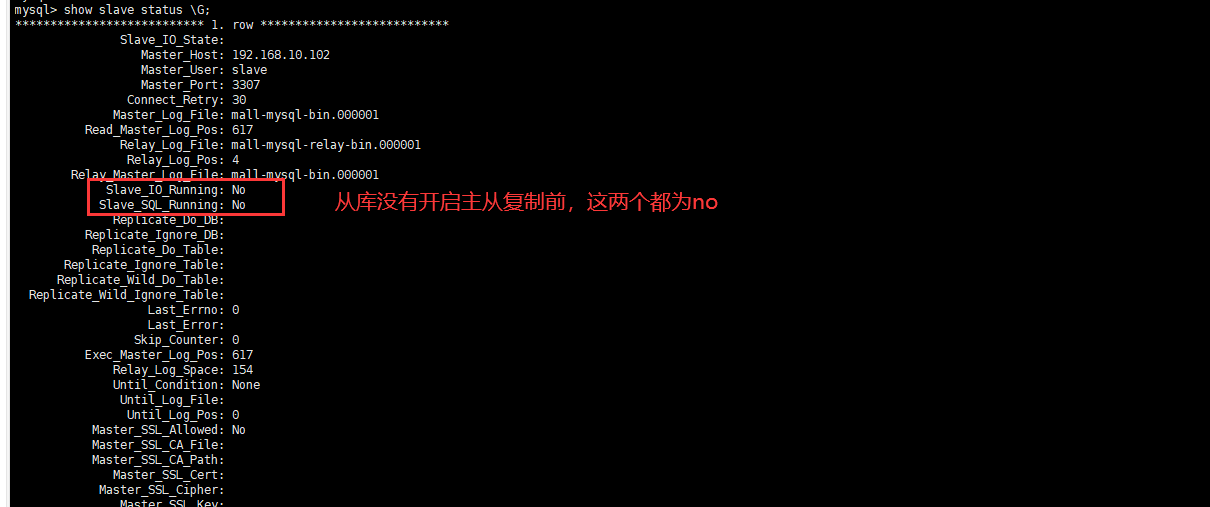 mysql> show slave status \G;
*************************** 1. row ***************************
Slave_IO_State:
Master_Host: 192.168.10.102
Master_User: slave
Master_Port: 3307
Connect_Retry: 30
Master_Log_File: mall-mysql-bin.000001
Read_Master_Log_Pos: 617
Relay_Log_File: mall-mysql-relay-bin.000001
Relay_Log_Pos: 4
Relay_Master_Log_File: mall-mysql-bin.000001
Slave_IO_Running: No
Slave_SQL_Running: No
从库没有开启主从复制前，这两个都为no
Replicate_Do_DB:
Replicate_Ignore_DB:
Replicate_Do_Table:
Replicate_Ignore_Table:
Replicate_Wild_Do_Table:
Replicate_Wild_Ignore_Table:
Last_Errno: 0
Last_Error:
Skip_Counter: 0
Exec_Master_Log_Pos: 617
Relay_Log_Space: 154
Until_Condition: None
Until_Log_File:
Until_Log_Pos: 0
Master_SSL_Allowed: No
Master_SSL_CA_File:
Master_SSL_CA_Path:
Master_SSL_Cert:
Master_SSL_Cipher:
Master_SSL_Key: